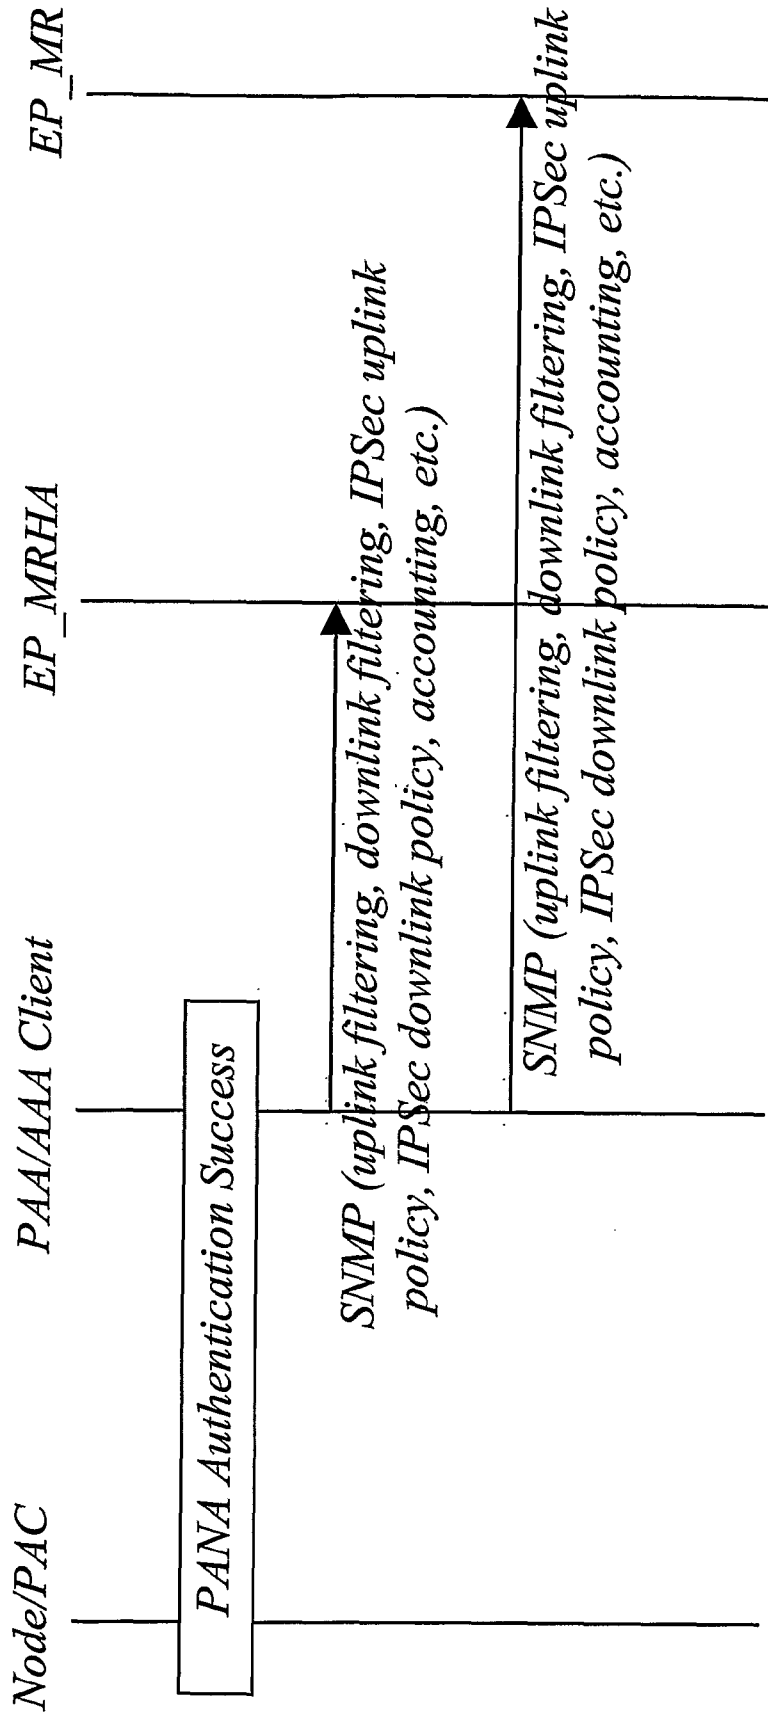 Node/PAC
PAA/AAA Client
EP_MRHA
EP_MR
PANA Authentication Success
SNMP (uplink filtering, downlink filtering, IPSec uplink
policy, IPSec downlink policy, accounting, etc.)
SNMP (uplink filtering, downlink filtering, IPSec uplink
policy, IPSec downlink policy, accounting, etc.)